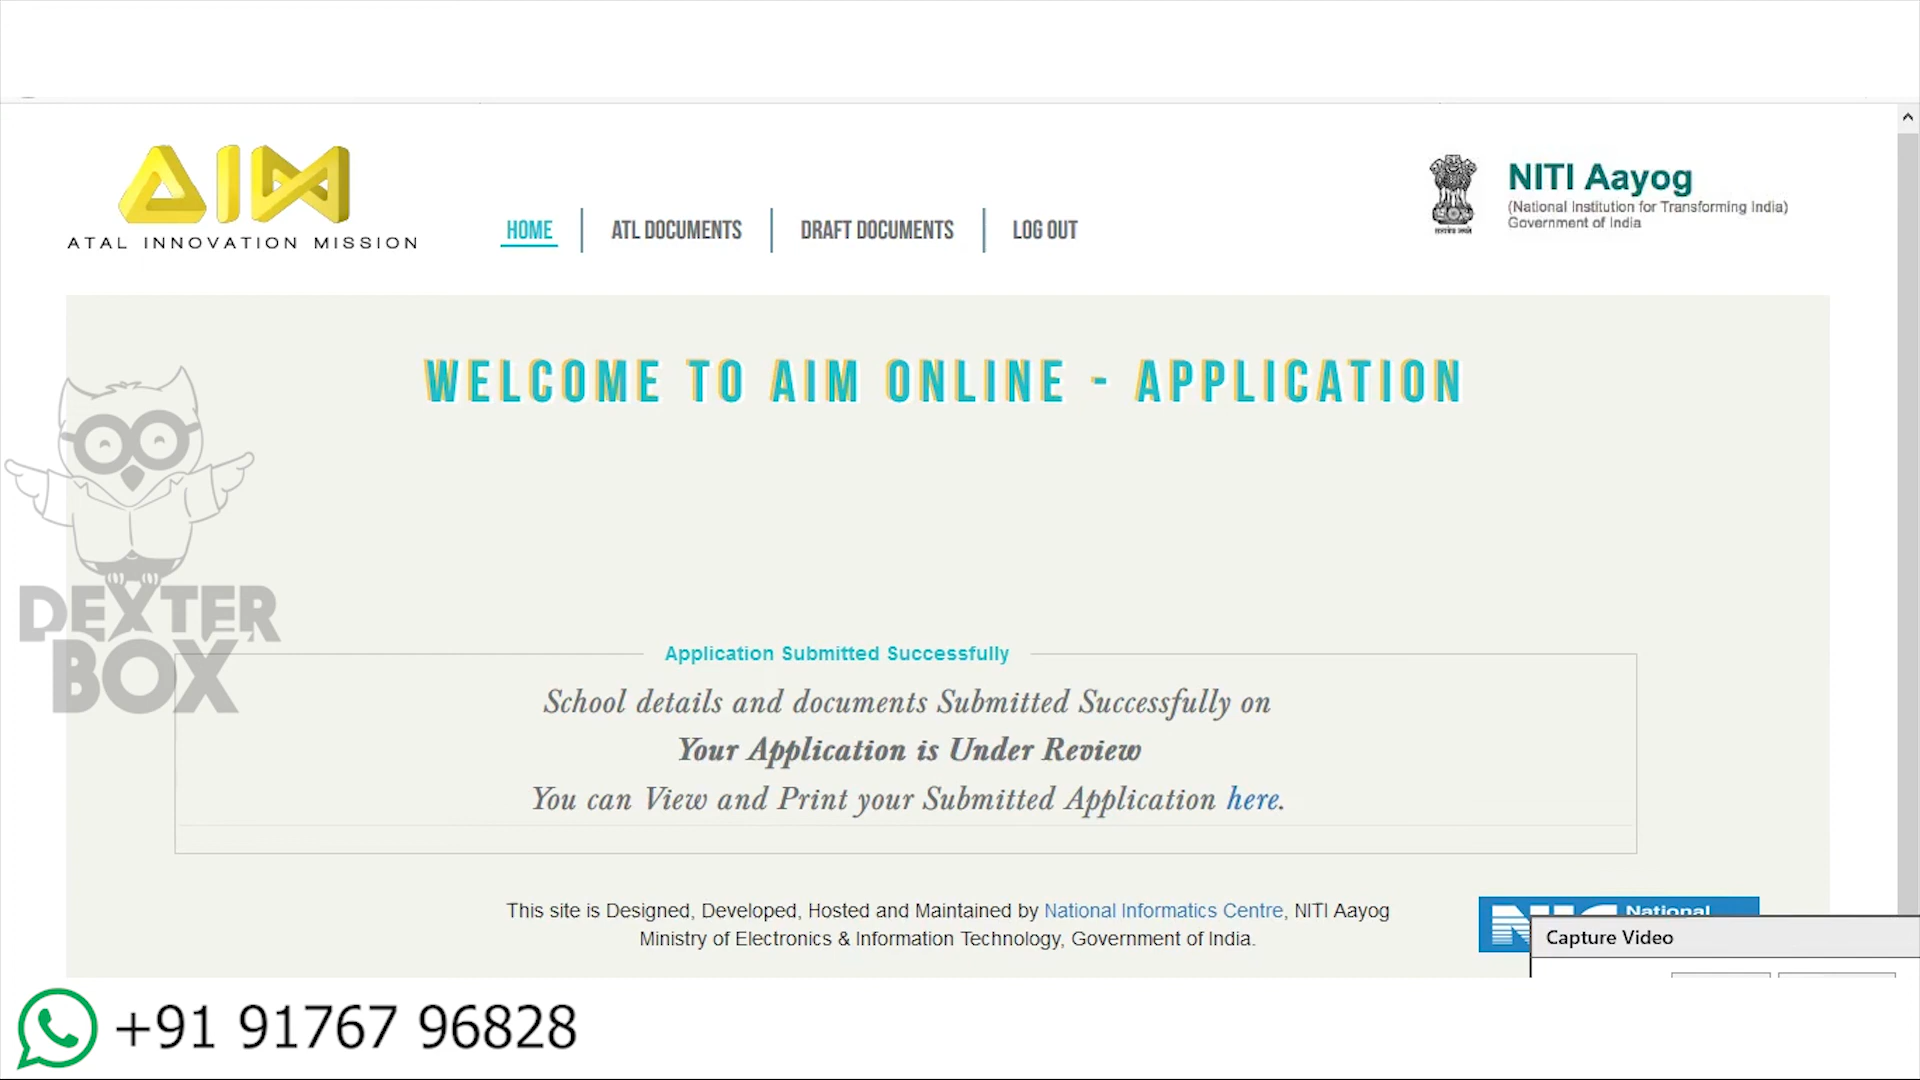 AIM
ATAL INNOVATION MISSION
HOME
ATL DOCUMENTS
DRAFT DOCUMENTS
LOG OUT
NITI Aayog
(National Institution for Transforming India)
Government of India
WELCOME TO AIM ONLINE - APPLICATION
DEXTER
BOX
Application Submitted Successfully
School details and documents Submitted Successfully on
Your Application is Under Review
You can View and Print your Submitted Application here.
This site is Designed, Developed, Hosted and Maintained by National Informatics Centre, NITI Aayog
Ministry of Electronics & Information Technology, Government of India.
National
Capture Video
+91 91767 96828